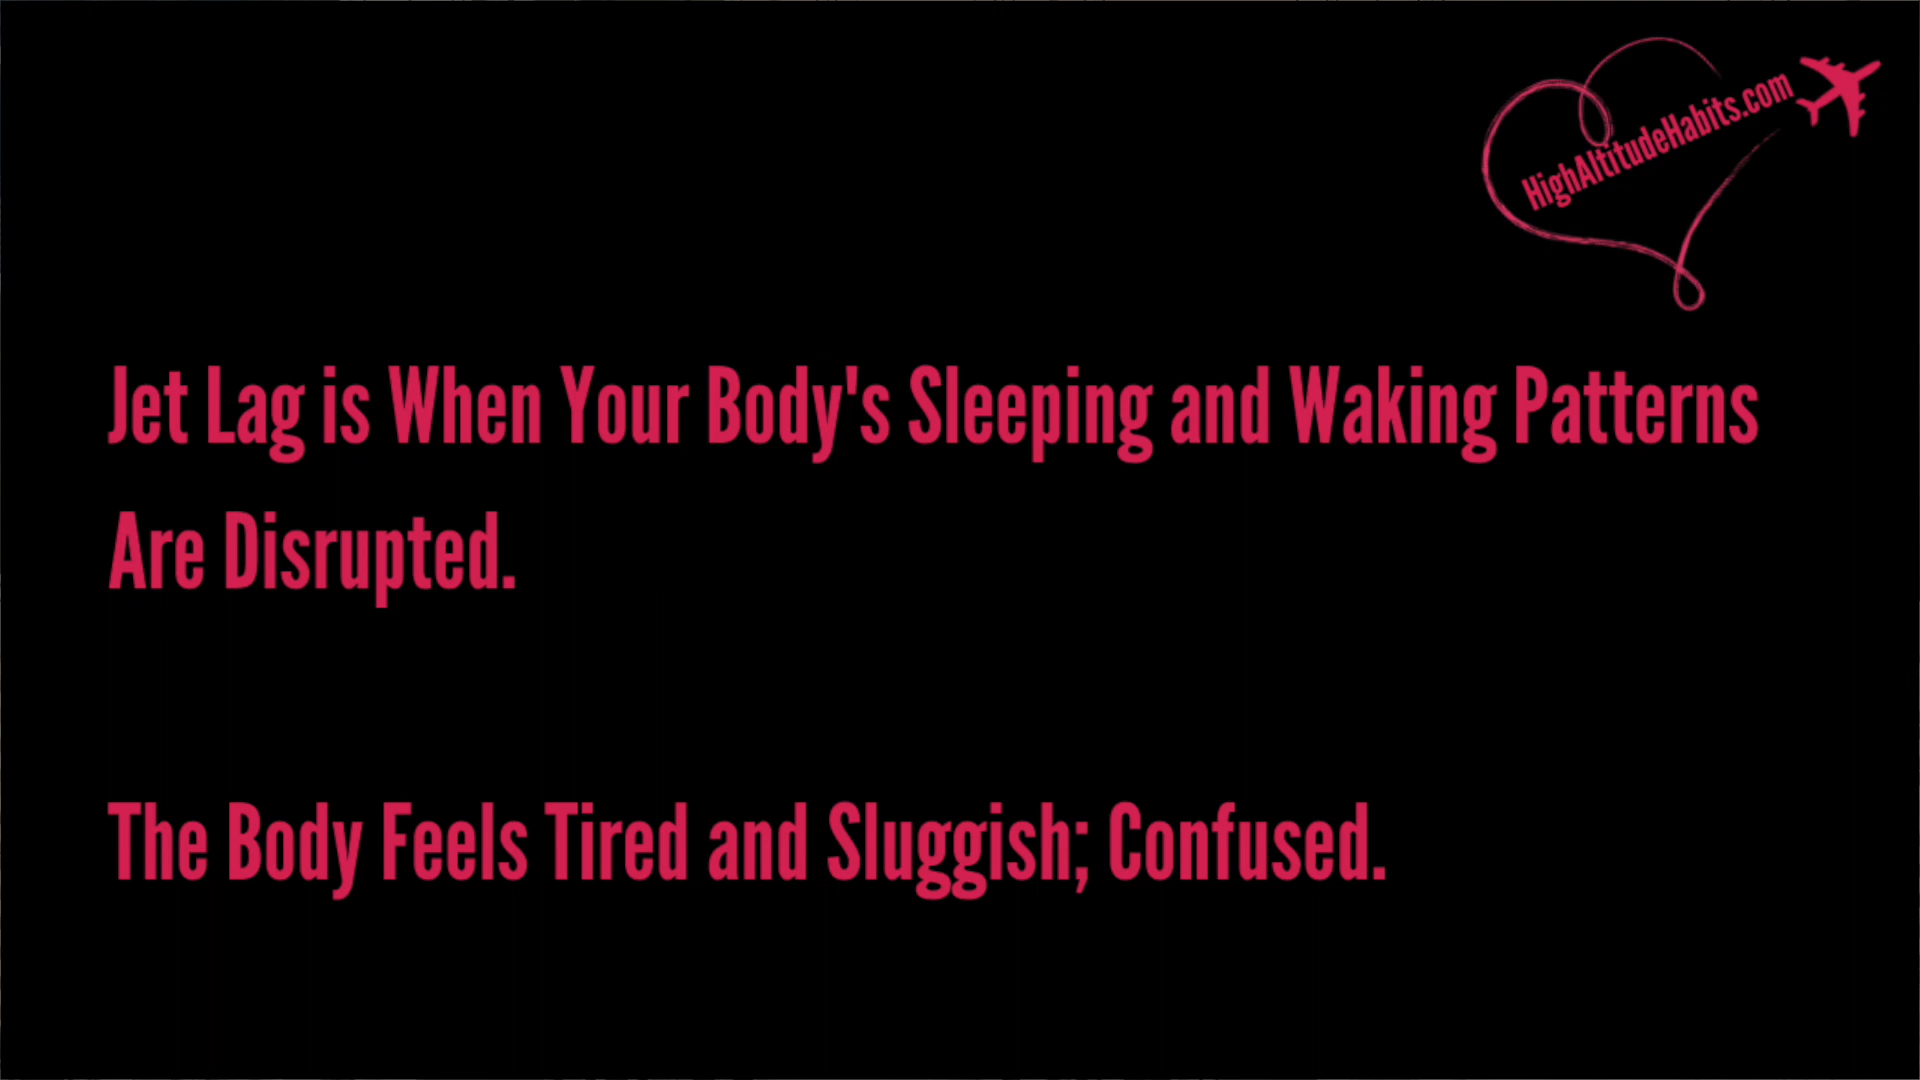 HighAltitudeHabits.com
Jet Lag is When Your Body's Sleeping and Waking Patterns
Are Disrupted.
The Body Feels Tired and Sluggish; Confused.